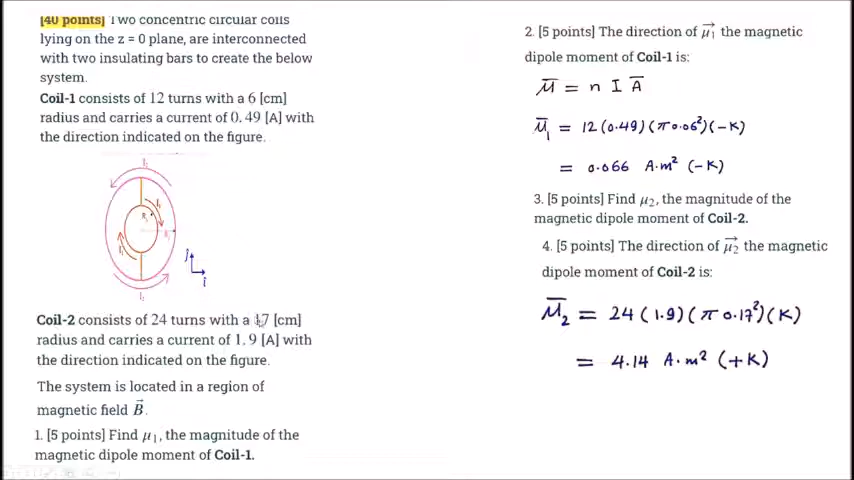 [40 points] Two concentric circular coils
lying on the z = 0 plane, are interconnected
with two insulating bars to create the below
system.
Coil-1 consists of 12 turns with a 6 [cm]
radius and carries a current of 0.49 [A] with
the direction indicated on the figure.
Coil-2 consists of 24 turns with a 17 [cm]
radius and carries a current of 1.9 [A] with
the direction indicated on the figure.
The system is located in a region of
magnetic field B⃗.
1. [5 points] Find μ₁, the magnitude of the
magnetic dipole moment of Coil-1.
2. [5 points] The direction of μ₁⃗ the magnetic
dipole moment of Coil-1 is:
μ̅ = n I A̅
μ̅₁ = 12(0.49)(π0.06²)(-K)
= 0.066 A·m² (-K)
3. [5 points] Find μ₂, the magnitude of the
magnetic dipole moment of Coil-2.
4. [5 points] The direction of μ₂⃗ the magnetic
dipole moment of Coil-2 is:
μ̅₂ = 24(1.9)(π0.17²)(K)
= 4.14 A·m² (+K)